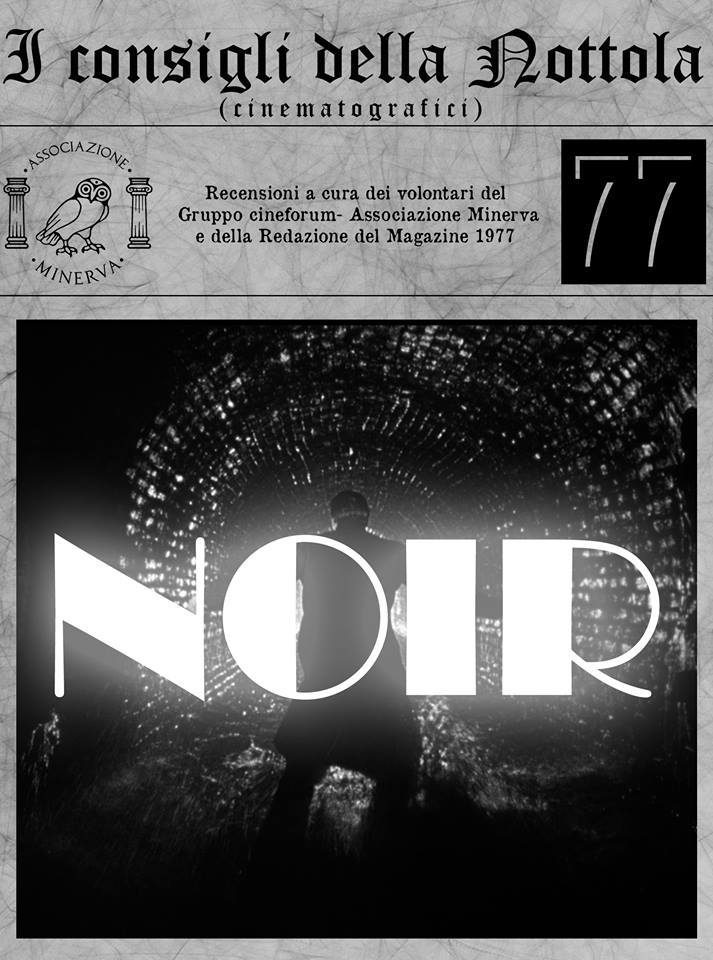 I consigli della Nottola
(cinematografici)
· ASSOCIAZIONE ·
· MINERVA ·
Recensioni a cura dei volontari del
Gruppo cineforum- Associazione Minerva
e della Redazione del Magazine 1977
77
NOIR